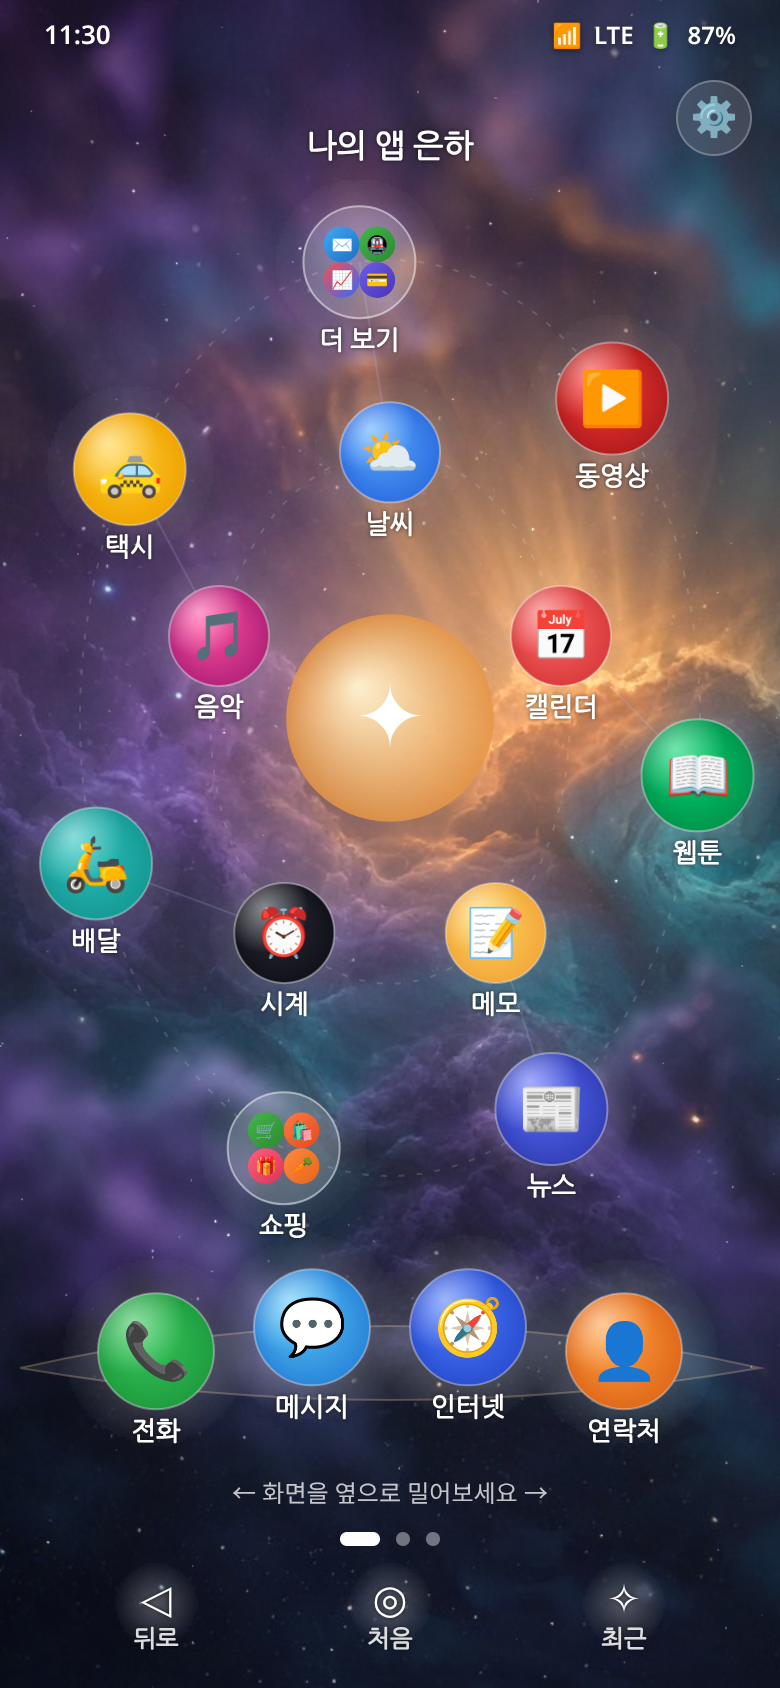 11:30 LTE 87%
나의 앱 은하
더 보기
동영상
날씨
택시
July
17
음악
캘린더
웹툰
배달
시계
메모
뉴스
쇼핑
메시지
인터넷
전화
연락처
← 화면을 옆으로 밀어보세요 →
뒤로
처음
최근